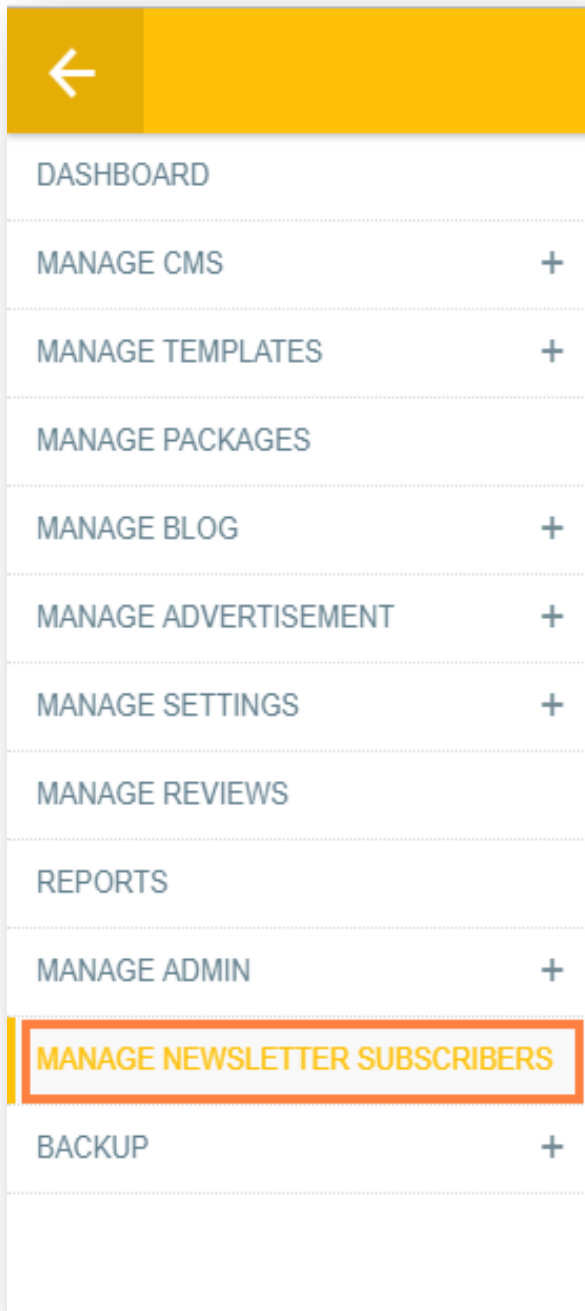 DASHBOARD
MANAGE CMS +
MANAGE TEMPLATES +
MANAGE PACKAGES
MANAGE BLOG +
MANAGE ADVERTISEMENT +
MANAGE SETTINGS +
MANAGE REVIEWS
REPORTS
MANAGE ADMIN +
MANAGE NEWSLETTER SUBSCRIBERS
BACKUP +